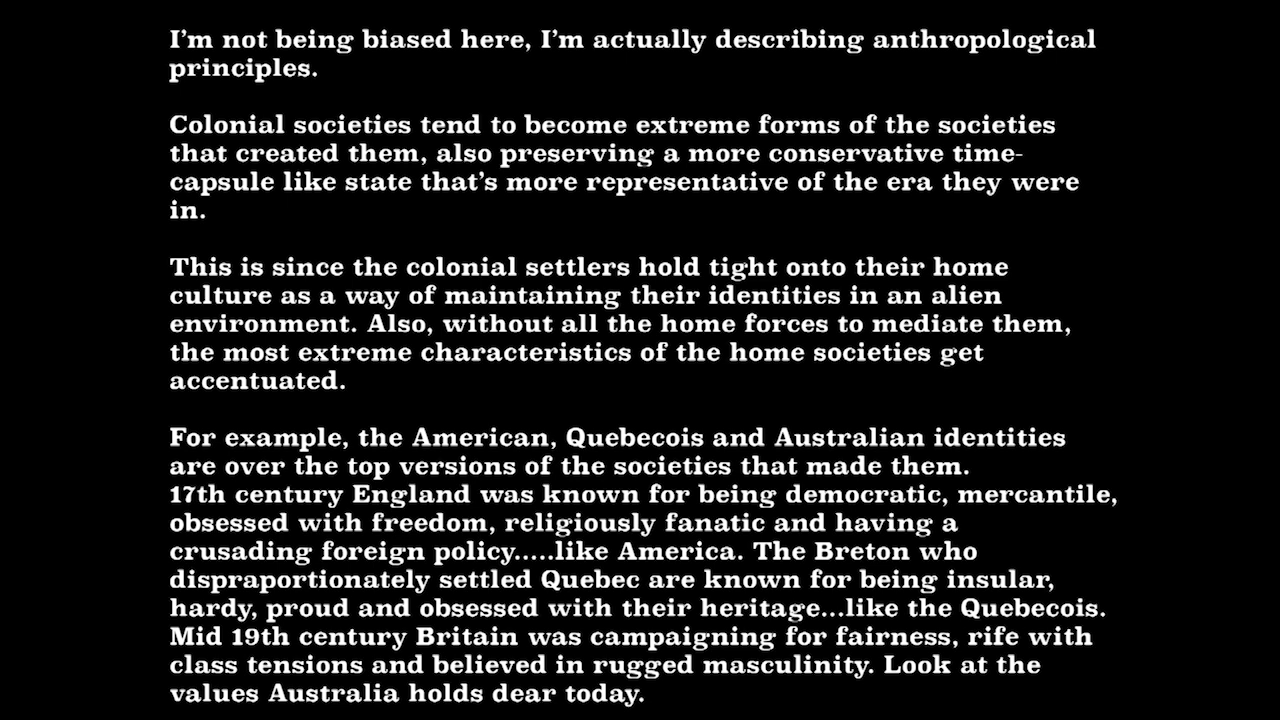 I'm not being biased here, I'm actually describing anthropological
principles.
Colonial societies tend to become extreme forms of the societies
that created them, also preserving a more conservative time-
capsule like state that's more representative of the era they were
in.
This is since the colonial settlers hold tight onto their home
culture as a way of maintaining their identities in an alien
environment. Also, without all the home forces to mediate them,
the most extreme characteristics of the home societies get
accentuated.
For example, the American, Quebecois and Australian identities
are over the top versions of the societies that made them.
17th century England was known for being democratic, mercantile,
obsessed with freedom, religiously fanatic and having a
crusading foreign policy.....like America. The Breton who
dispraportionately settled Quebec are known for being insular,
hardy, proud and obsessed with their heritage...like the Quebecois.
Mid 19th century Britain was campaigning for fairness, rife with
class tensions and believed in rugged masculinity. Look at the
values Australia holds dear today.